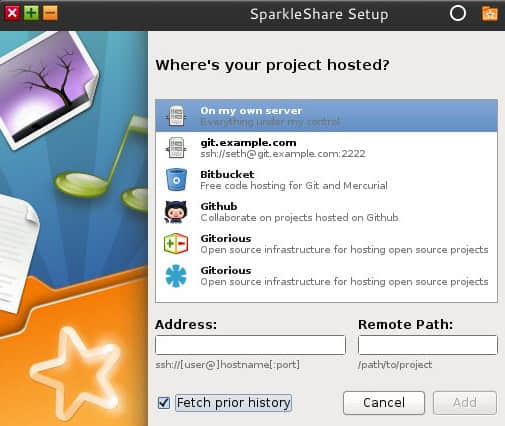 SparkleShare Setup
Where's your project hosted?
On my own server
Everything under my control
git.example.com
ssh://seth@git.example.com:2222
Bitbucket
Free code hosting for Git and Mercurial
Github
Collaborate on projects hosted on Github
Gitorious
Open source infrastructure for hosting open source projects
Gitorious
Open source infrastructure for hosting open source projects
Address: Remote Path:
ssh://[user@]hostname[:port] /path/to/project
Fetch prior history Cancel Add